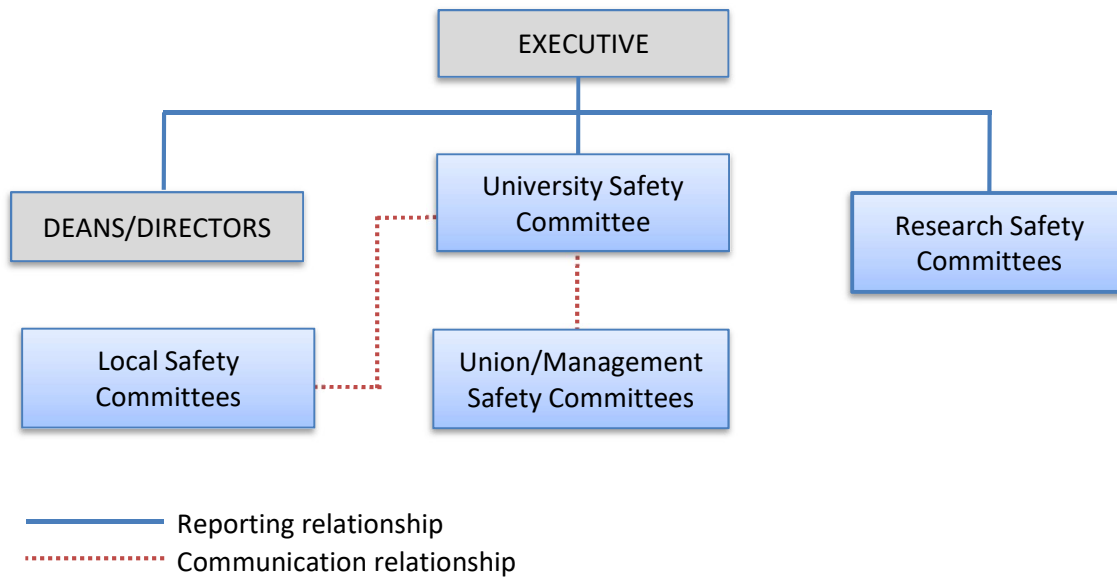 EXECUTIVE
DEANS/DIRECTORS
University Safety
Committee
Research Safety
Committees
Local Safety
Committees
Union/Management
Safety Committees
Reporting relationship
Communication relationship